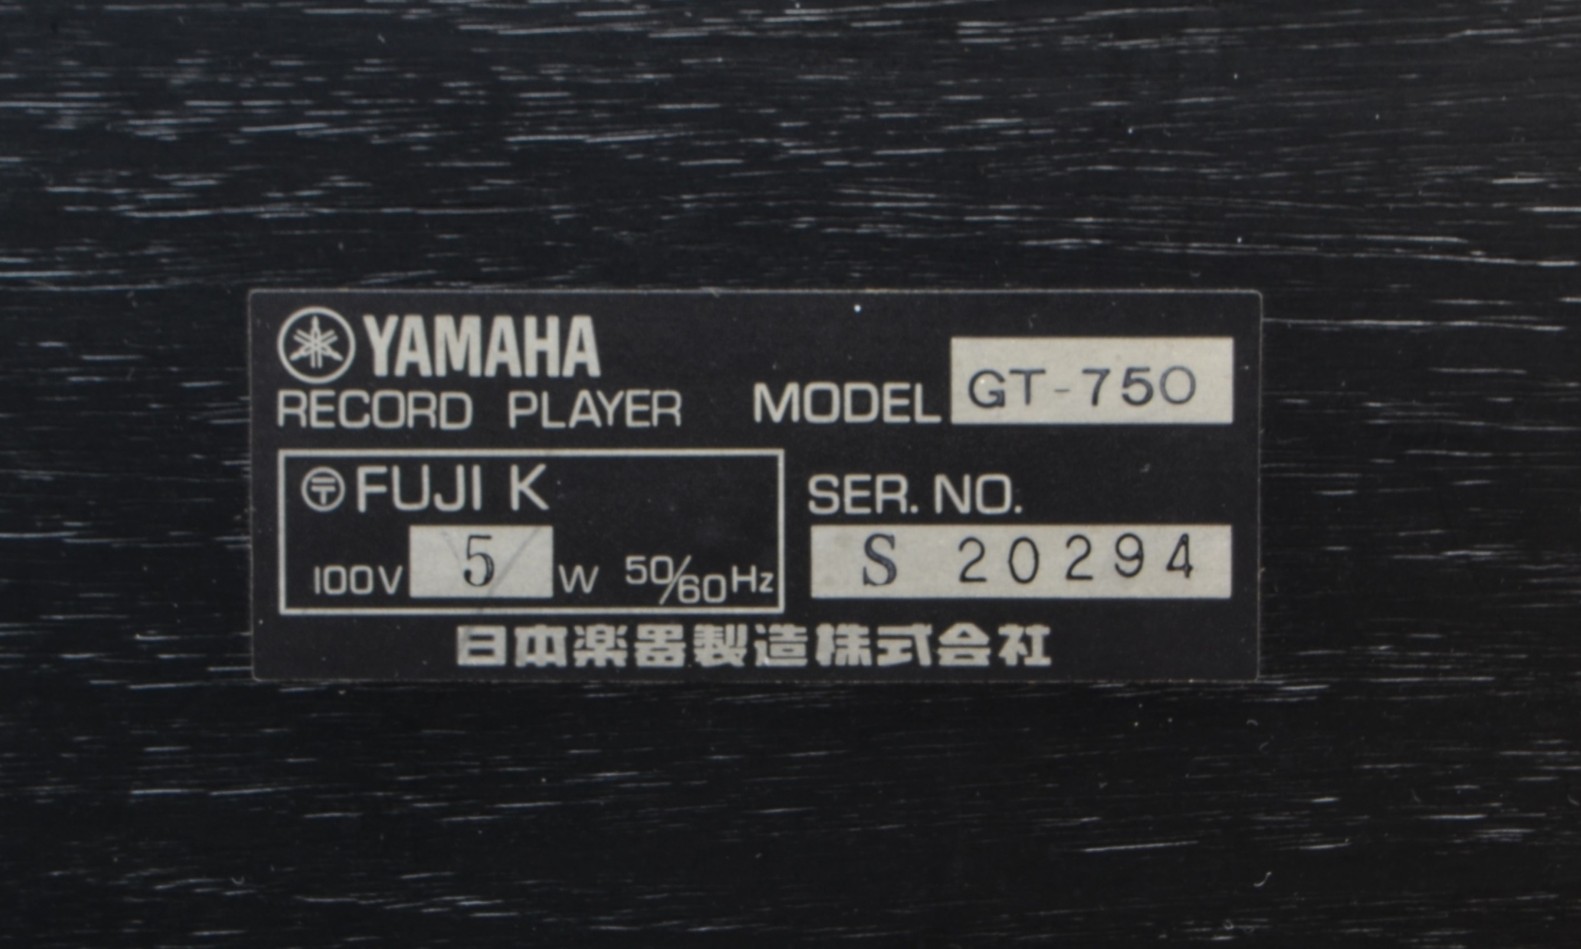 YAMAHA
RECORD PLAYER
MODEL GT-750
〒 FUJI K
100V 5 W 50/60Hz
SER. NO.
S 20294
日本楽器製造株式会社